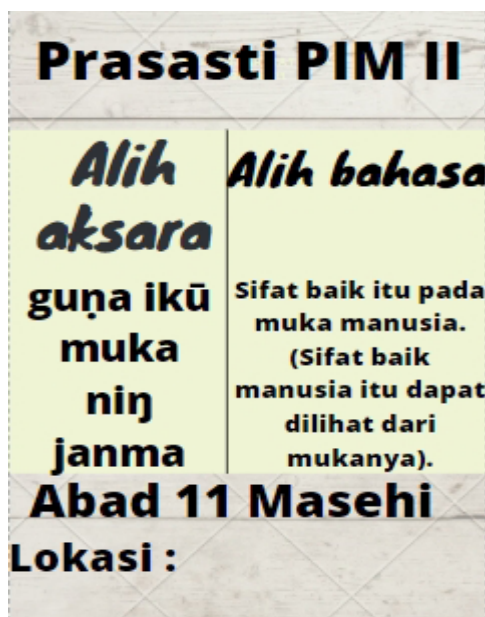 Prasasti PIM II
Alih
aksara
guṇa ikū
muka
niŋ
janma
Alih bahasa
Sifat baik itu pada
muka manusia.
(Sifat baik
manusia itu dapat
dilihat dari
mukanya).
Abad 11 Masehi
Lokasi :